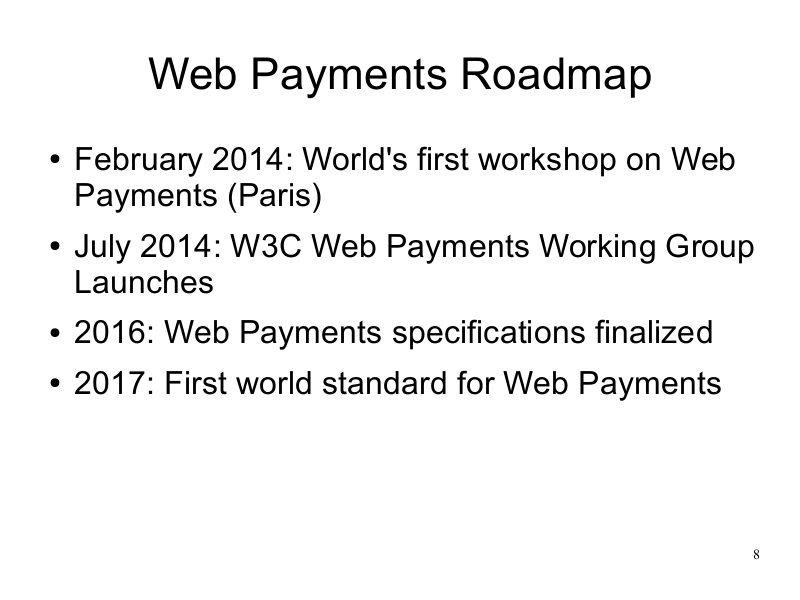 Web Payments Roadmap
• February 2014: World's first workshop on Web
Payments (Paris)
• July 2014: W3C Web Payments Working Group
Launches
• 2016: Web Payments specifications finalized
• 2017: First world standard for Web Payments
8